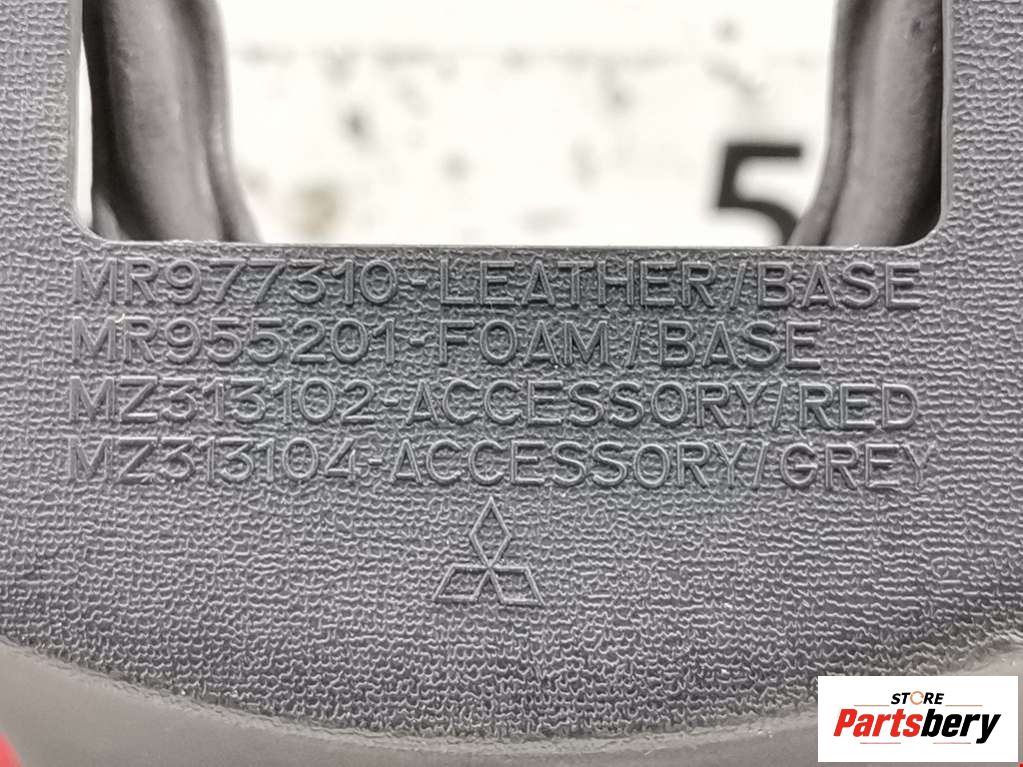 5
MR977310-LEATHER/BASE
MR955201-FOAM/BASE
MZ313102-ACCESSORY/RED
MZ313104-ACCESSORY/GREY
STORE
Partsbery